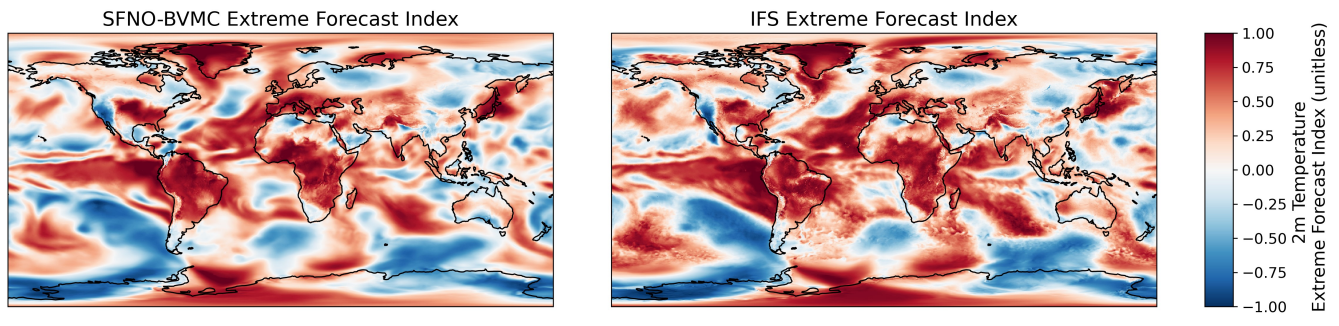 SFNO-BVMC Extreme Forecast Index
IFS Extreme Forecast Index
1.00
0.75
0.50
0.25
0.00
−0.25
−0.50
−0.75
−1.00
2m Temperature
Extreme Forecast Index (unitless)